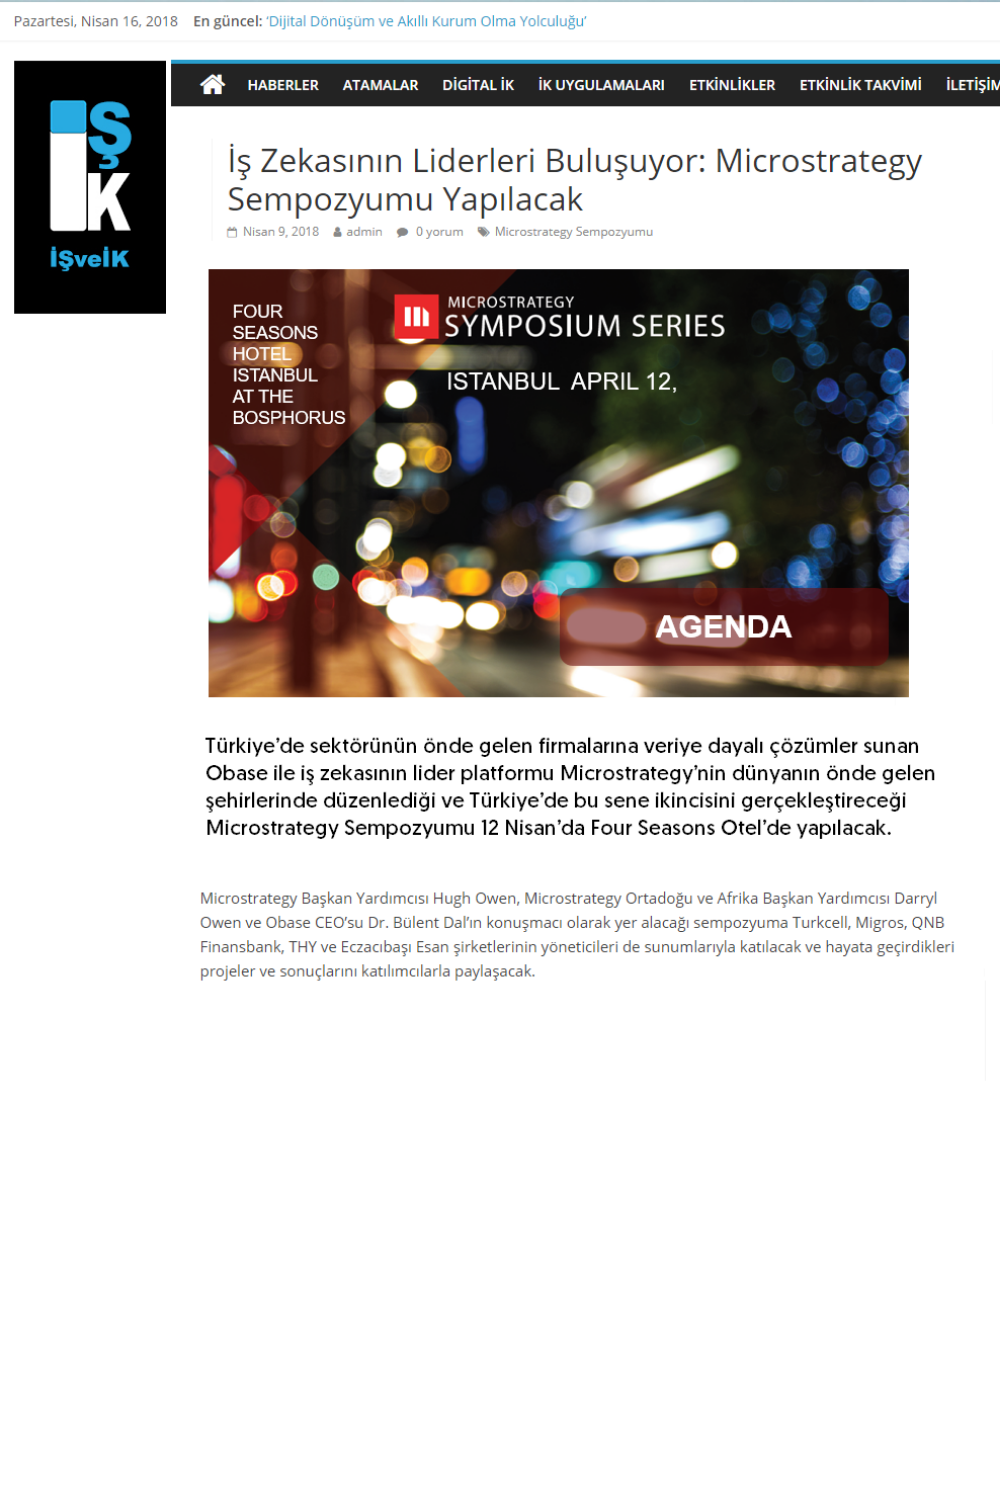 Pazartesi, Nisan 16, 2018 En güncel: 'Dijital Dönüşüm ve Akıllı Kurum Olma Yolculuğu'
HABERLER ATAMALAR DİGİTAL İK İK UYGULAMALARI ETKİNLİKLER ETKİNLİK TAKVİMİ İLETİŞİM
İŞ
K
İŞveİK
İş Zekasının Liderleri Buluşuyor: Microstrategy
Sempozyumu Yapılacak
Nisan 9, 2018 admin 0 yorum Microstrategy Sempozyumu
FOUR
SEASONS
HOTEL
ISTANBUL
AT THE
BOSPHORUS
MICROSTRATEGY
SYMPOSIUM SERIES
ISTANBUL APRIL 12,
AGENDA
Türkiye’de sektörünün önde gelen firmalarına veriye dayalı çözümler sunan
Obase ile iş zekasının lider platformu Microstrategy’nin dünyanın önde gelen
şehirlerinde düzenlediği ve Türkiye’de bu sene ikincisini gerçekleştireceği
Microstrategy Sempozyumu 12 Nisan’da Four Seasons Otel’de yapılacak.
Microstrategy Başkan Yardımcısı Hugh Owen, Microstrategy Ortadoğu ve Afrika Başkan Yardımcısı Darryl
Owen ve Obase CEO’su Dr. Bülent Dal’ın konuşmacı olarak yer alacağı sempozyuma Turkcell, Migros, QNB
Finansbank, THY ve Eczacıbaşı Esan şirketlerinin yöneticileri de sunumlarıyla katılacak ve hayata geçirdikleri
projeler ve sonuçlarını katılımcılarla paylaşacak.